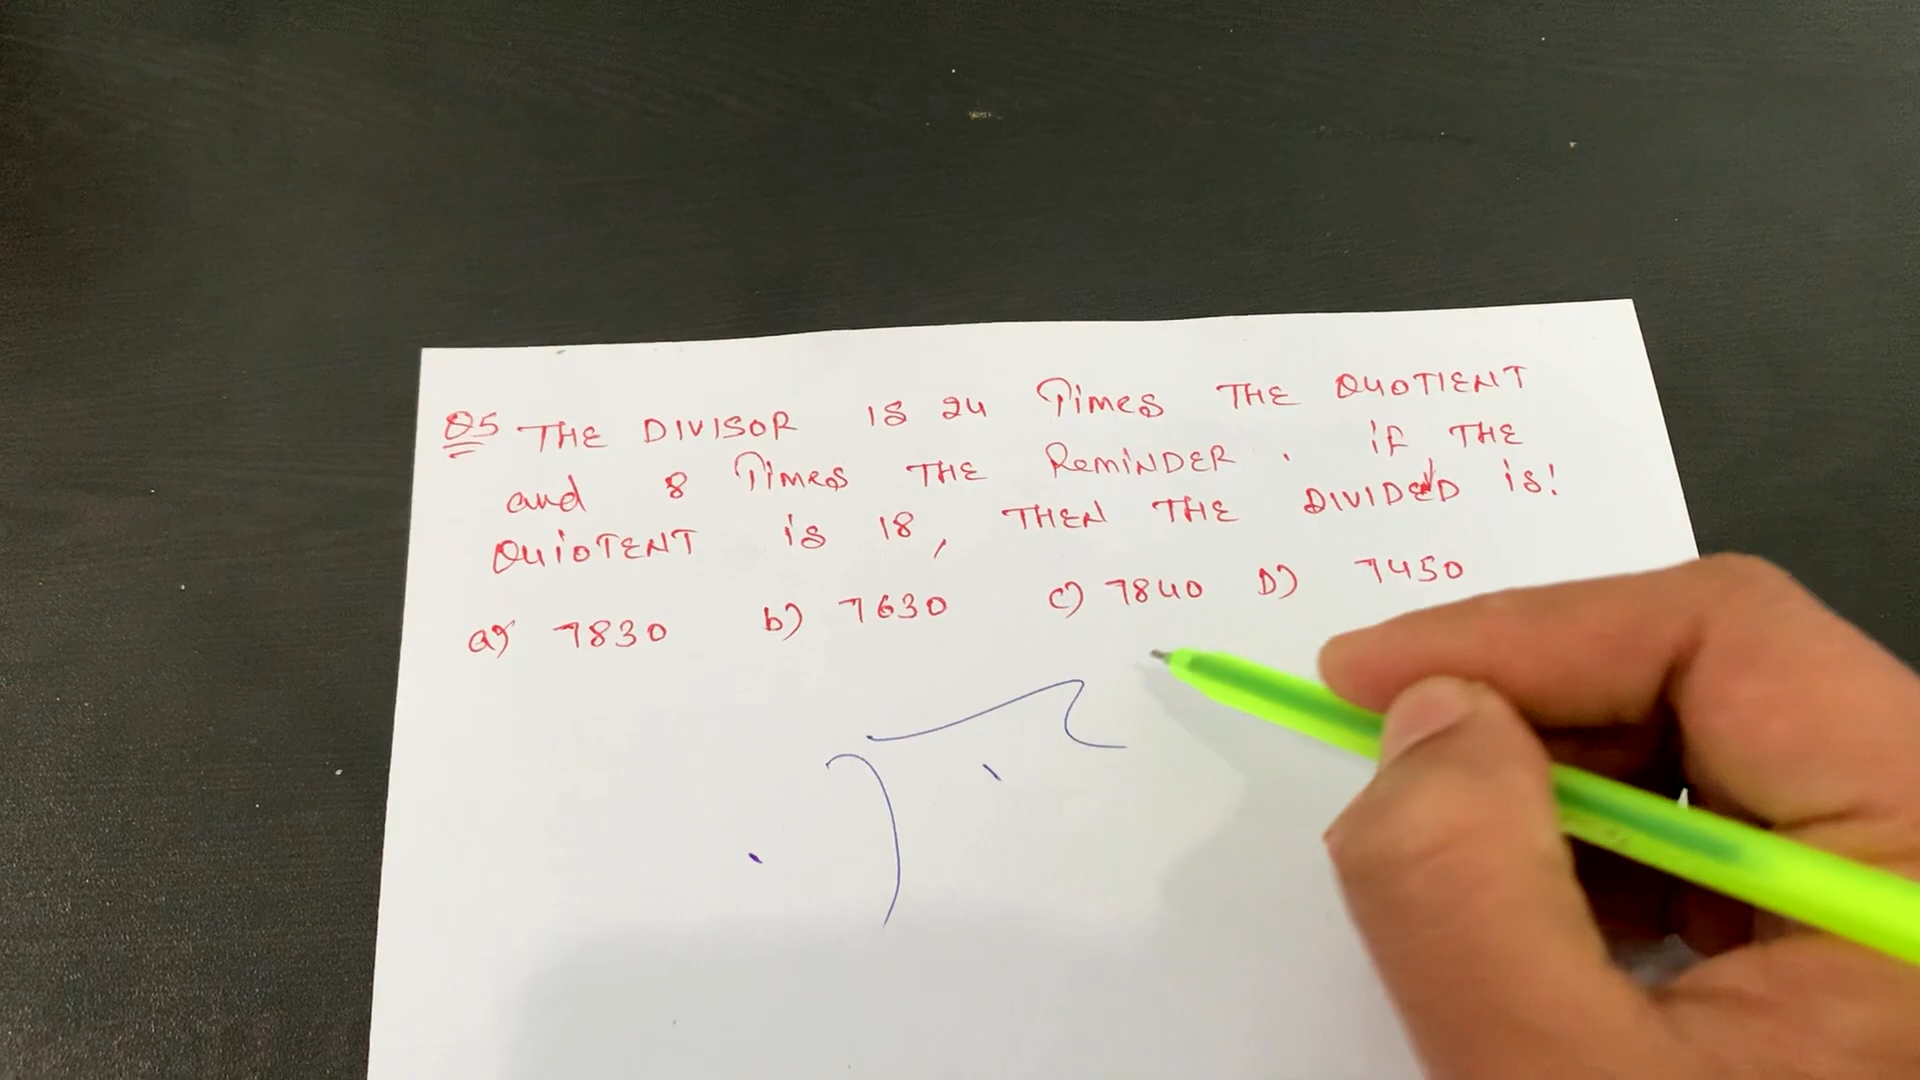 Q5 THE DIVISOR IS 24 Times THE QUOTIENT
and 8 Times THE ReMiNDER . if THE
QUiOTENT is 18, THEN THE DIVIDED is!
a) 7830 b) 7630 c) 7840 D) 7450